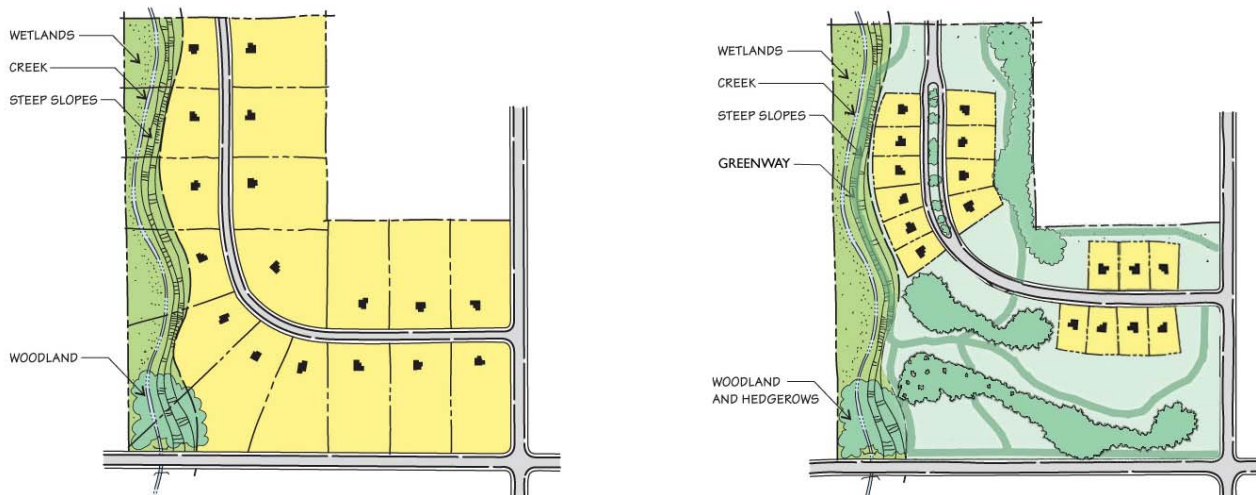 WETLANDS
CREEK
STEEP SLOPES
WOODLAND
WETLANDS
CREEK
STEEP SLOPES
GREENWAY
WOODLAND
AND HEDGEROWS